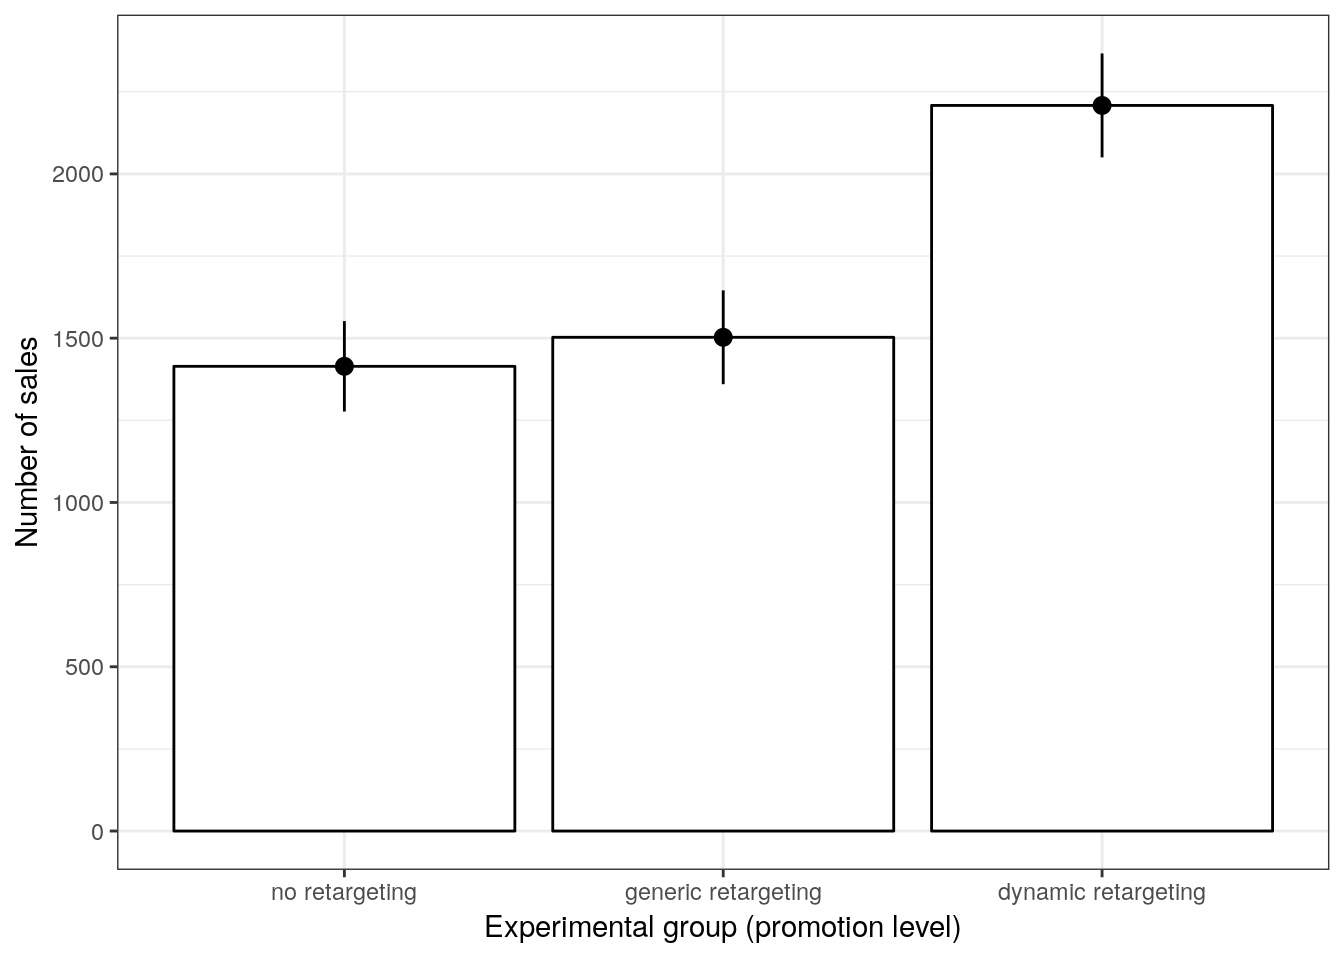 Number of sales
2000
1500
1000
500
0
no retargeting generic retargeting dynamic retargeting
Experimental group (promotion level)